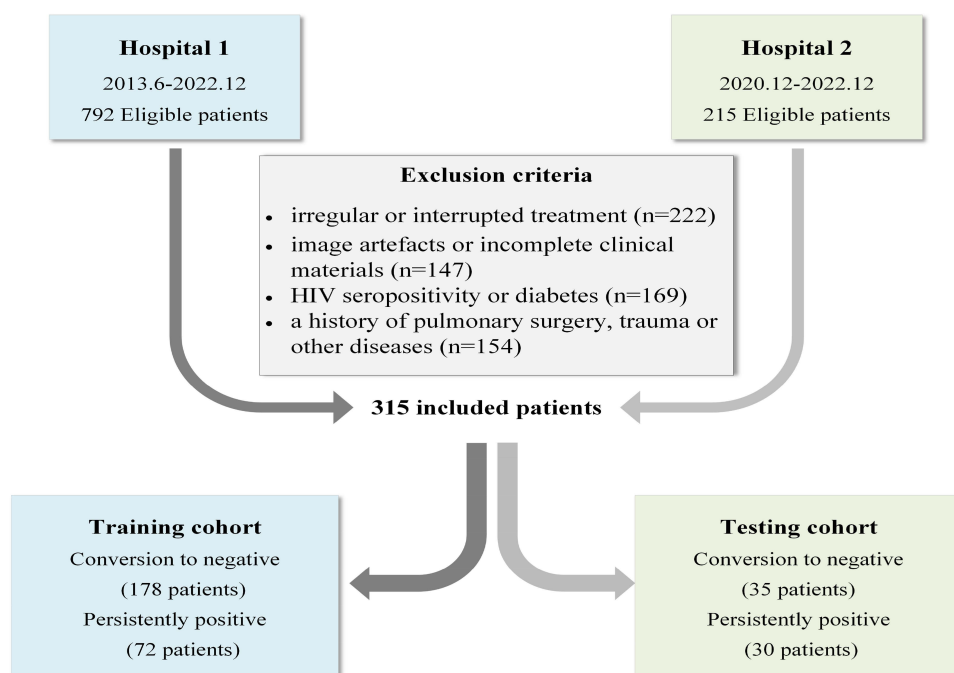 Hospital 1
2013.6-2022.12
792 Eligible patients
Hospital 2
2020.12-2022.12
215 Eligible patients
Exclusion criteria
• irregular or interrupted treatment (n=222)
• image artefacts or incomplete clinical
materials (n=147)
• HIV seropositivity or diabetes (n=169)
• a history of pulmonary surgery, trauma or
other diseases (n=154)
315 included patients
Training cohort
Conversion to negative
(178 patients)
Persistently positive
(72 patients)
Testing cohort
Conversion to negative
(35 patients)
Persistently positive
(30 patients)